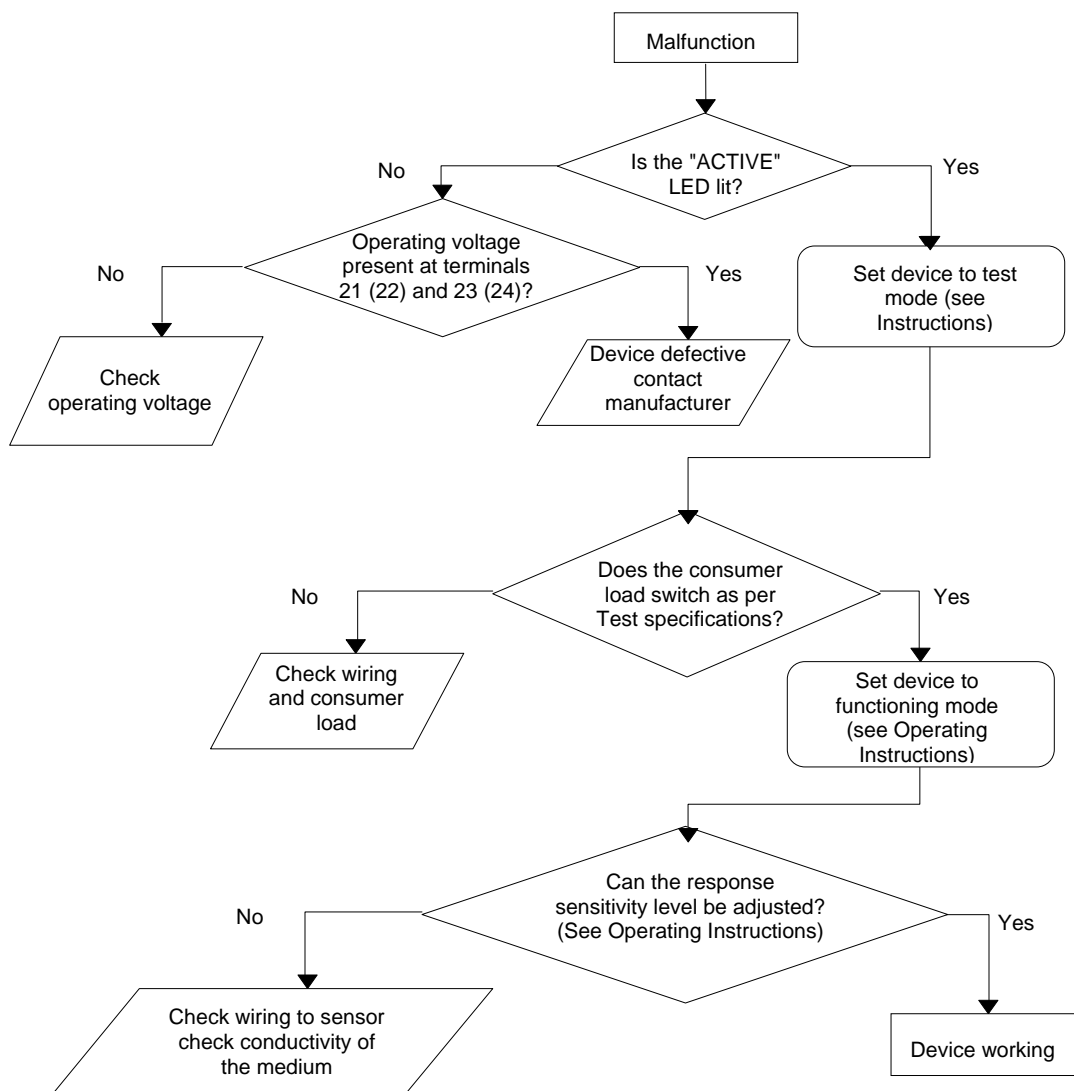 Malfunction
Is the "ACTIVE"
LED lit?
No
Yes
Operating voltage
present at terminals
21 (22) and 23 (24)?
No
Yes
Set device to test
mode (see
Instructions)
Check
operating voltage
Device defective
contact
manufacturer
Does the consumer
load switch as per
Test specifications?
No
Yes
Check wiring
and consumer
load
Set device to
functioning mode
(see Operating
Instructions)
Can the response
sensitivity level be adjusted?
(See Operating Instructions)
No
Yes
Check wiring to sensor
check conductivity of
the medium
Device working